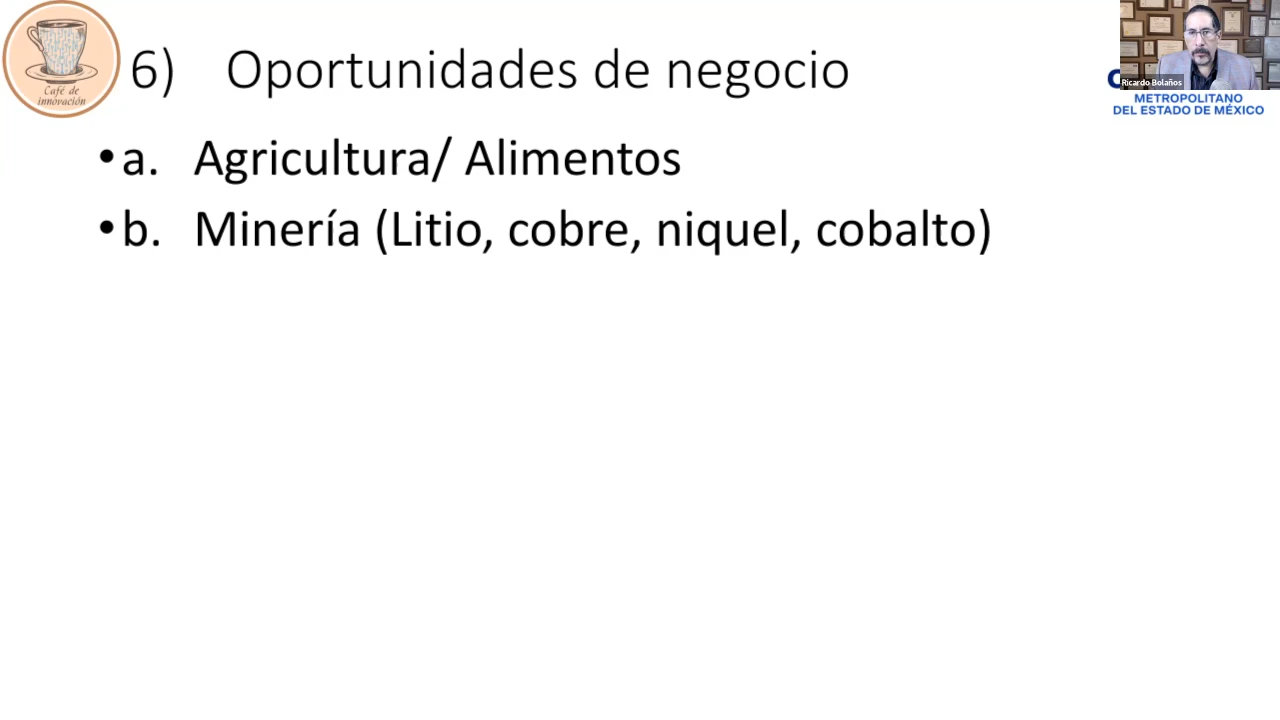 6) Oportunidades de negocio
Café de
innovación
Ricardo Bolaños
METROPOLITANO
DEL ESTADO DE MÉXICO
•a. Agricultura/ Alimentos
•b. Minería (Litio, cobre, niquel, cobalto)